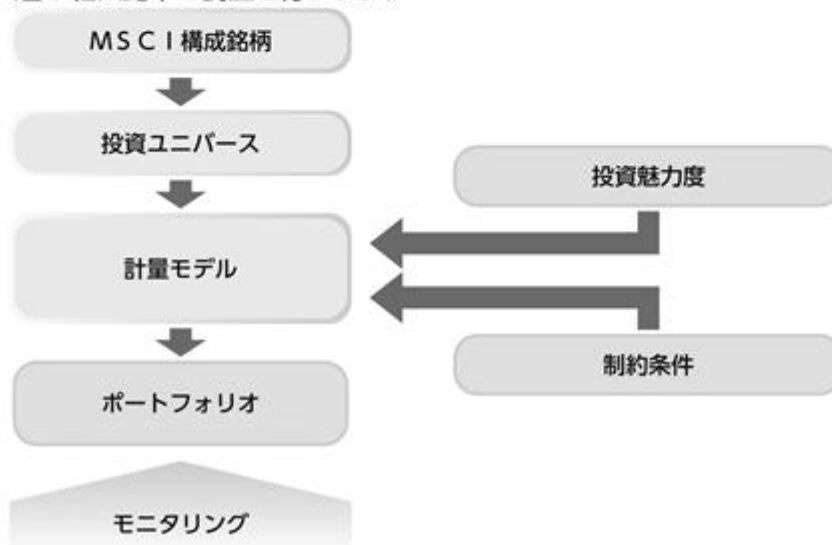 ＭＳＣＩ構成銘柄
投資ユニバース
投資魅力度
計量モデル
制約条件
ポートフォリオ
モニタリング